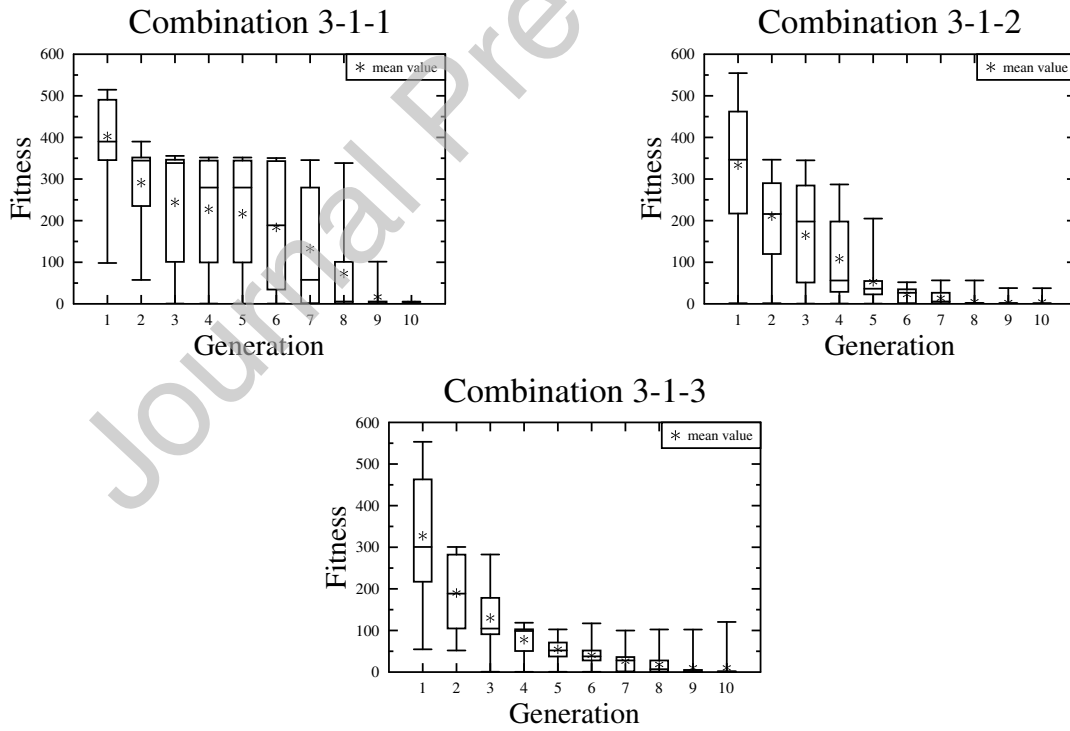 Combination 3-1-1
Fitness
600
500
400
300
200
100
0
* mean value
1 2 3 4 5 6 7 8 9 10
Generation
Combination 3-1-2
Fitness
600
500
400
300
200
100
0
* mean value
1 2 3 4 5 6 7 8 9 10
Generation
Combination 3-1-3
Fitness
600
500
400
300
200
100
0
* mean value
1 2 3 4 5 6 7 8 9 10
Generation
Journal Pre